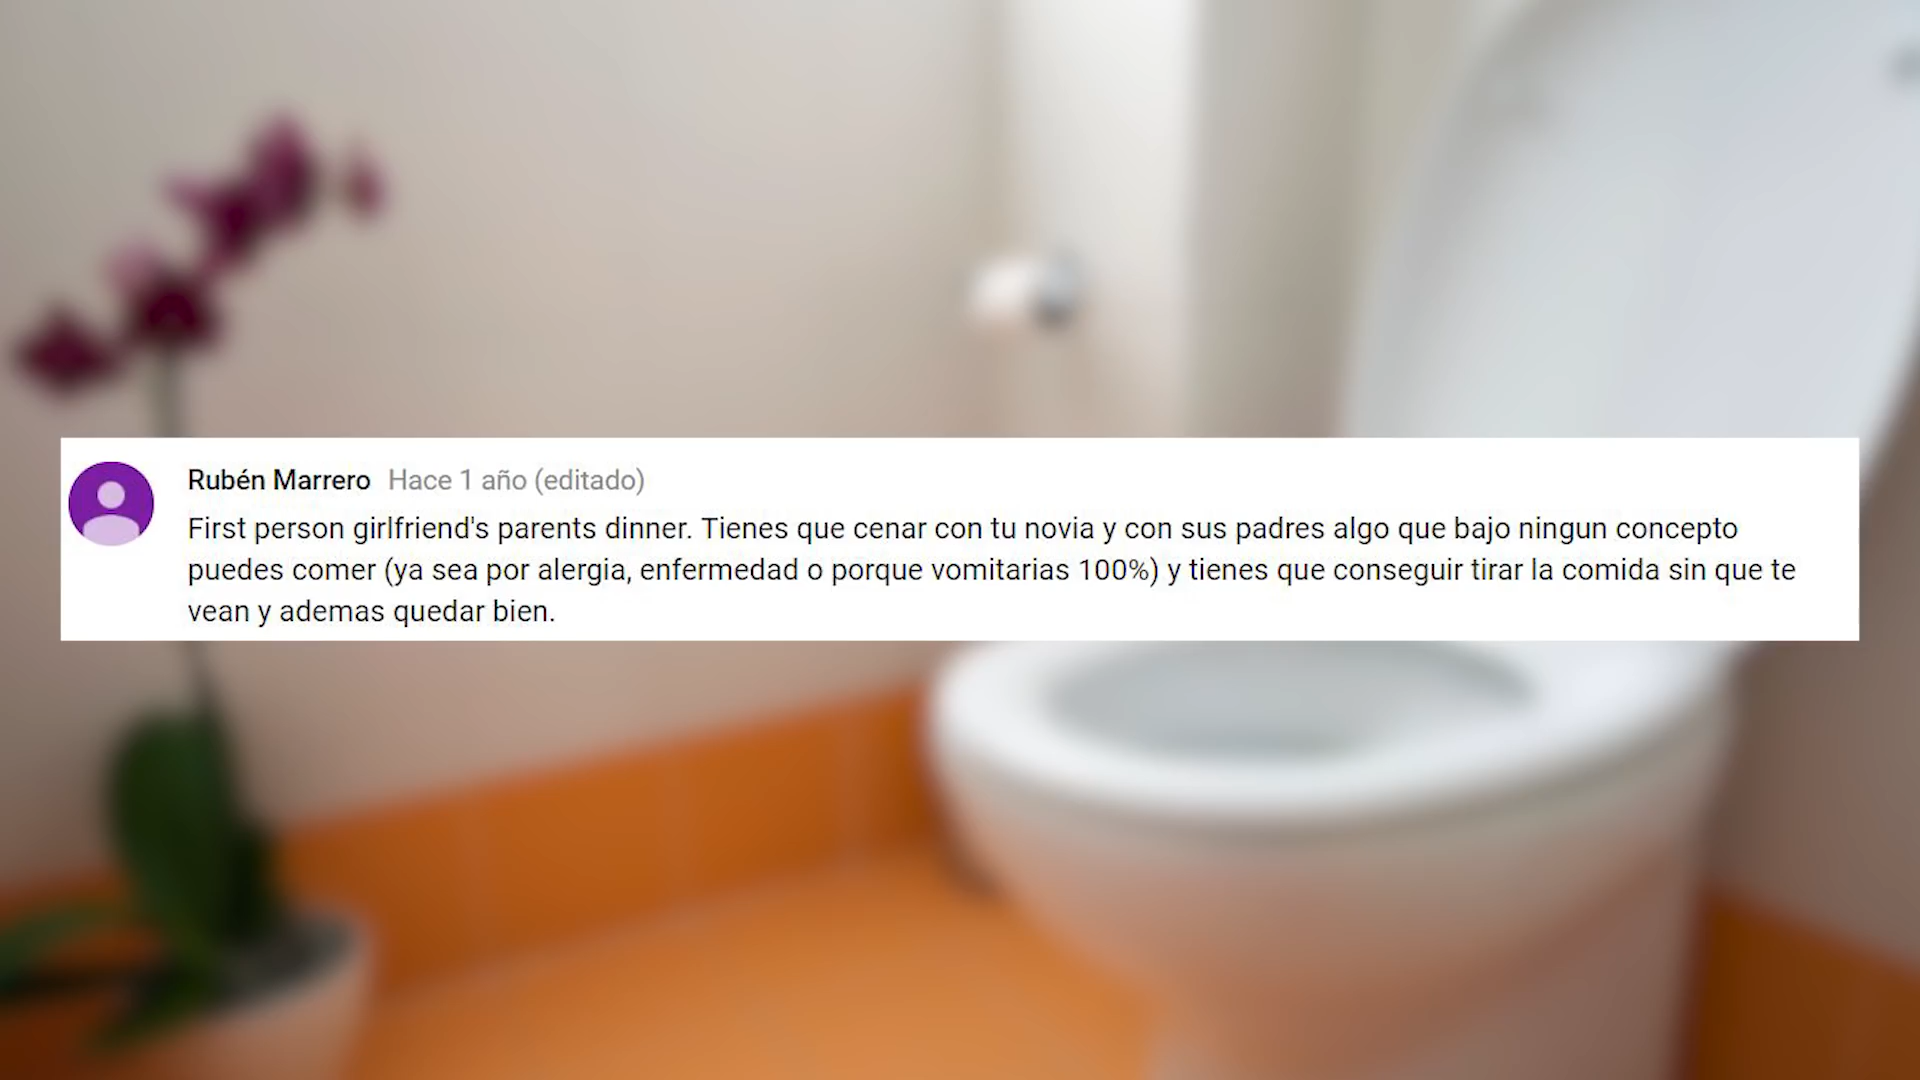 Rubén Marrero Hace 1 año (editado)
First person girlfriend's parents dinner. Tienes que cenar con tu novia y con sus padres algo que bajo ningun concepto
puedes comer (ya sea por alergia, enfermedad o porque vomitarias 100%) y tienes que conseguir tirar la comida sin que te
vean y ademas quedar bien.